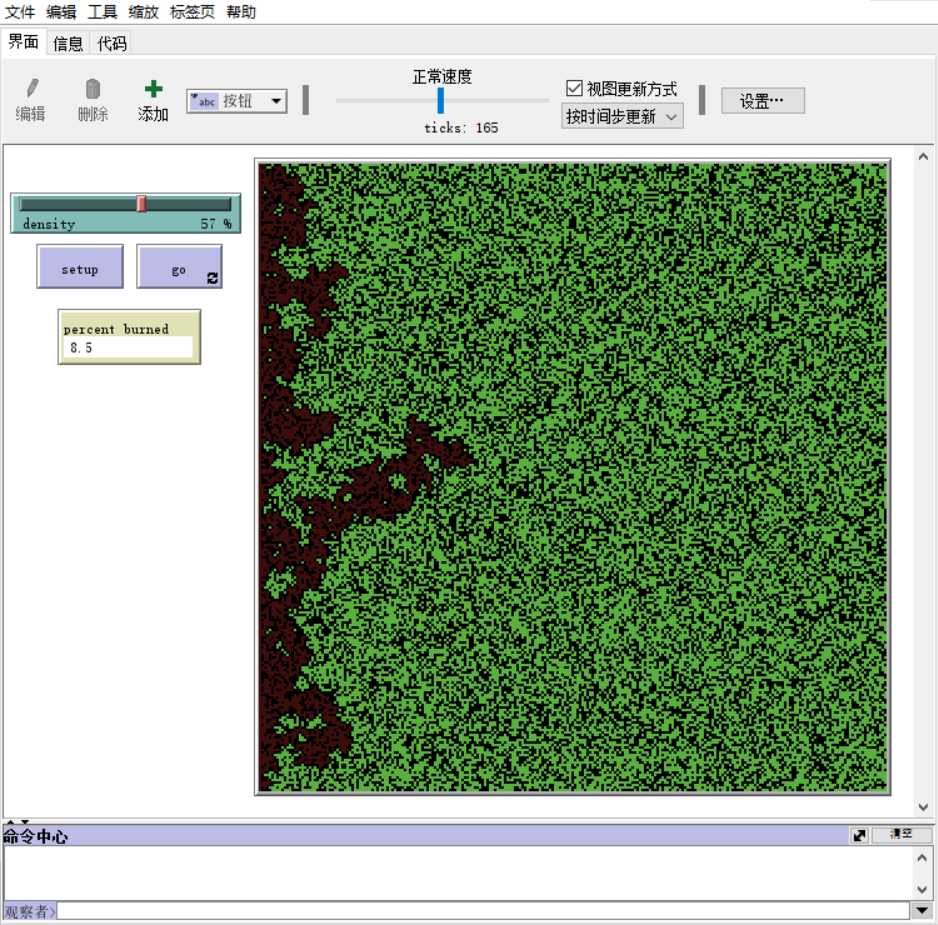 文件 编辑 工具 缩放 标签页 帮助
界面 信息 代码
编辑 删除 添加
abc 按钮
正常速度
ticks: 165
视图更新方式
按时间步更新
设置…
density 57 %
setup go
percent burned
8.5
命令中心 清空
观察者>